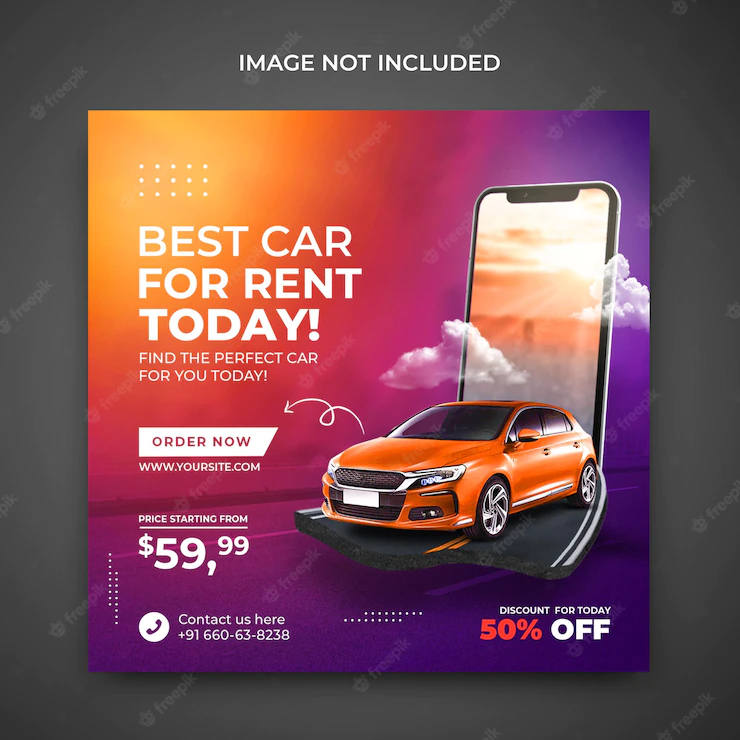 IMAGE NOT INCLUDED
BEST CAR
FOR RENT
TODAY!
FIND THE PERFECT CAR
FOR YOU TODAY!
ORDER NOW
WWW.YOURSITE.COM
PRICE STARTING FROM
$59,99
Contact us here
+91 660-63-8238
DISCOUNT FOR TODAY
50% OFF
freepik